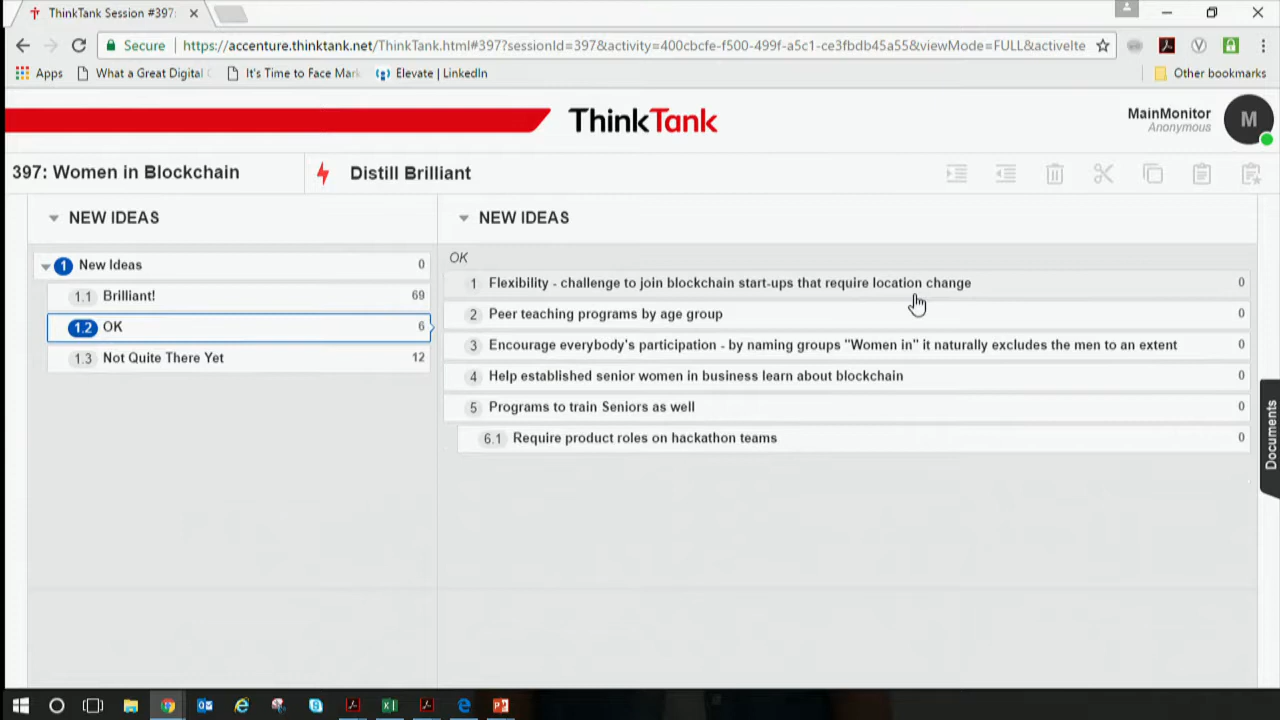 ThinkTank Session #397:
Secure
https://accenture.thinktank.net/ThinkTank.html#397?sessionId=397&activity=400cbcfe-f500-499f-a5c1-ce3fbdb45a55&viewMode=FULL&activeIte
Apps
What a Great Digital
It's Time to Face Mark
Elevate | LinkedIn
Other bookmarks
ThinkTank
MainMonitor
Anonymous
M
397: Women in Blockchain
Distill Brilliant
NEW IDEAS
1 New Ideas 0
1.1 Brilliant! 69
1.2 OK 6
1.3 Not Quite There Yet 12
NEW IDEAS
OK
1 Flexibility - challenge to join blockchain start-ups that require location change 0
2 Peer teaching programs by age group 0
3 Encourage everybody's participation - by naming groups "Women in" it naturally excludes the men to an extent 0
4 Help established senior women in business learn about blockchain 0
5 Programs to train Seniors as well 0
6.1 Require product roles on hackathon teams 0
Documents